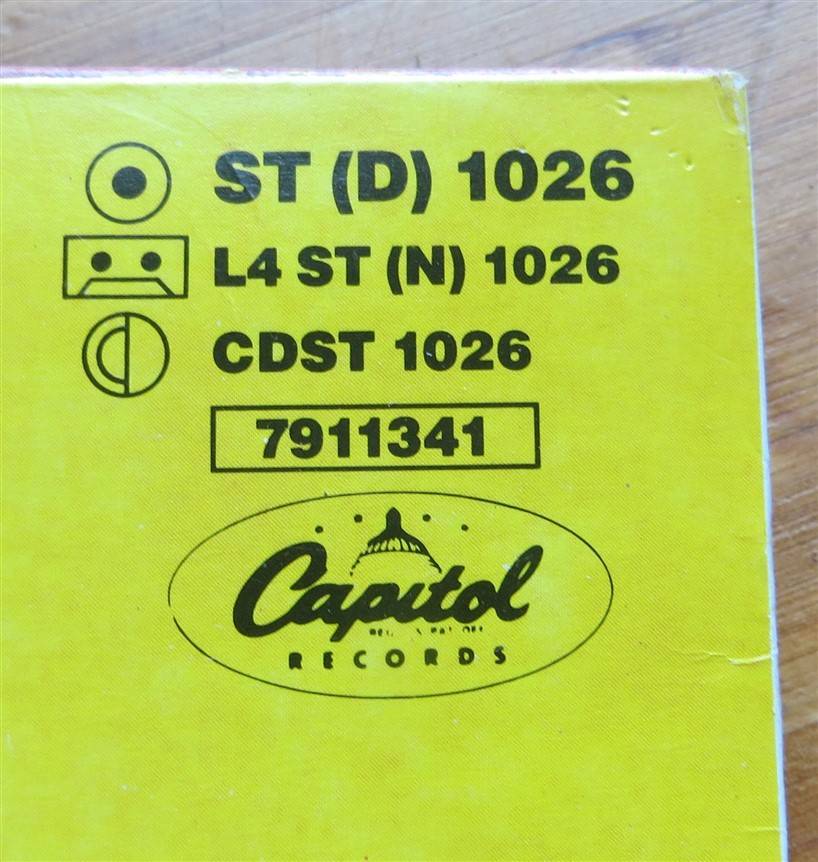 ST (D) 1026
L4 ST (N) 1026
CDST 1026
7911341
Capitol
RECORDS